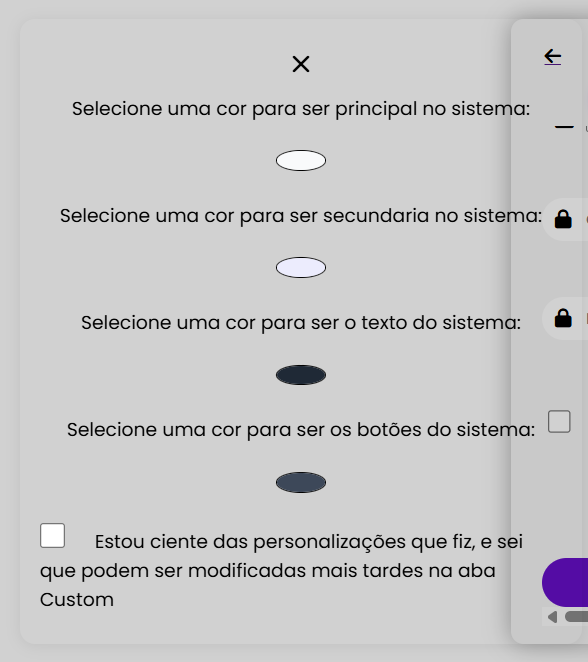 Selecione uma cor para ser principal no sistema:
Selecione uma cor para ser secundaria no sistema:
Selecione uma cor para ser o texto do sistema:
Selecione uma cor para ser os botões do sistema:
Estou ciente das personalizações que fiz, e sei
que podem ser modificadas mais tardes na aba
Custom